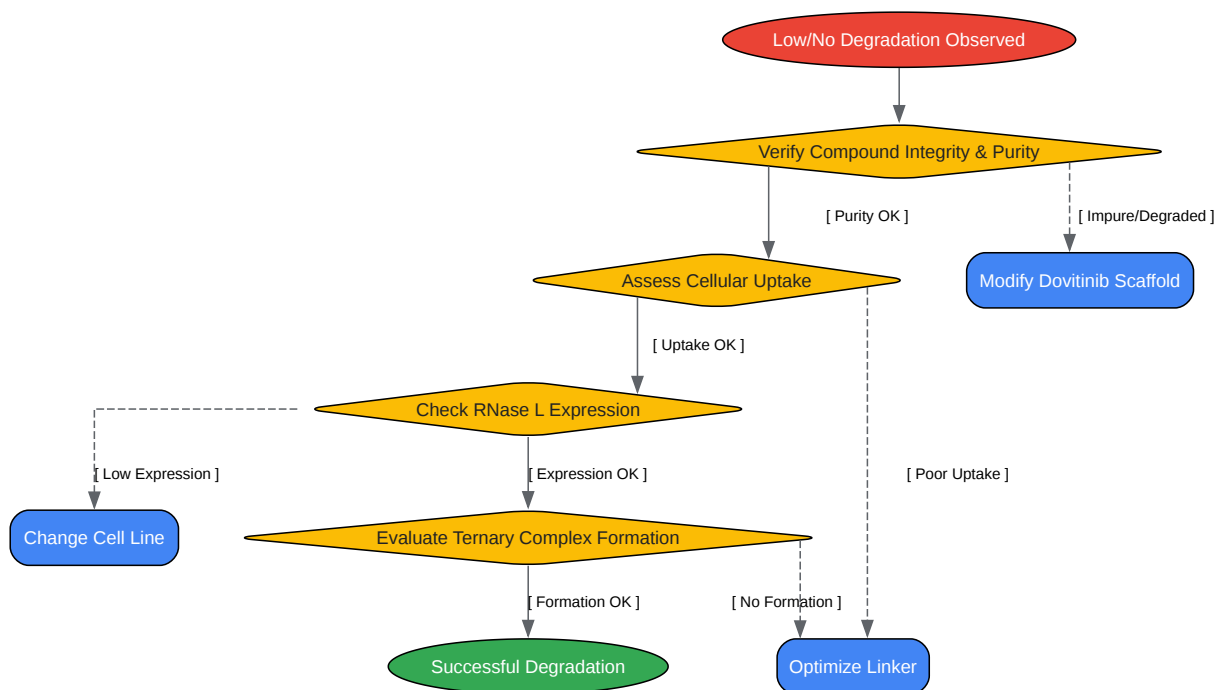 Low/No Degradation Observed
Verify Compound Integrity & Purity
[ Purity OK ]
[ Impure/Degraded ]
Assess Cellular Uptake
Modify Dovitinib Scaffold
[ Uptake OK ]
Check RNase L Expression
[ Low Expression ]
[ Expression OK ]
[ Poor Uptake ]
Change Cell Line
Evaluate Ternary Complex Formation
[ Formation OK ]
[ No Formation ]
Successful Degradation
Optimize Linker